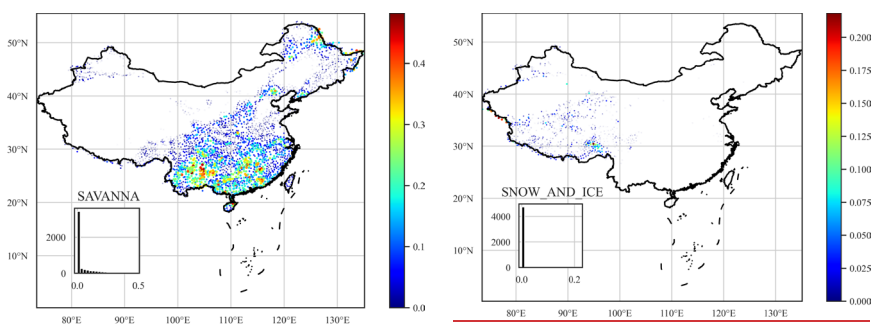 50°N
40°N
30°N
20°N
10°N
80°E 90°E 100°E 110°E 120°E 130°E
SAVANNA
2000
0
0.0 0.5
0.4
0.3
0.2
0.1
0.0
50°N
40°N
30°N
20°N
10°N
80°E 90°E 100°E 110°E 120°E 130°E
SNOW_AND_ICE
4000
2000
0
0.0 0.2
0.200
0.175
0.150
0.125
0.100
0.075
0.050
0.025
0.000